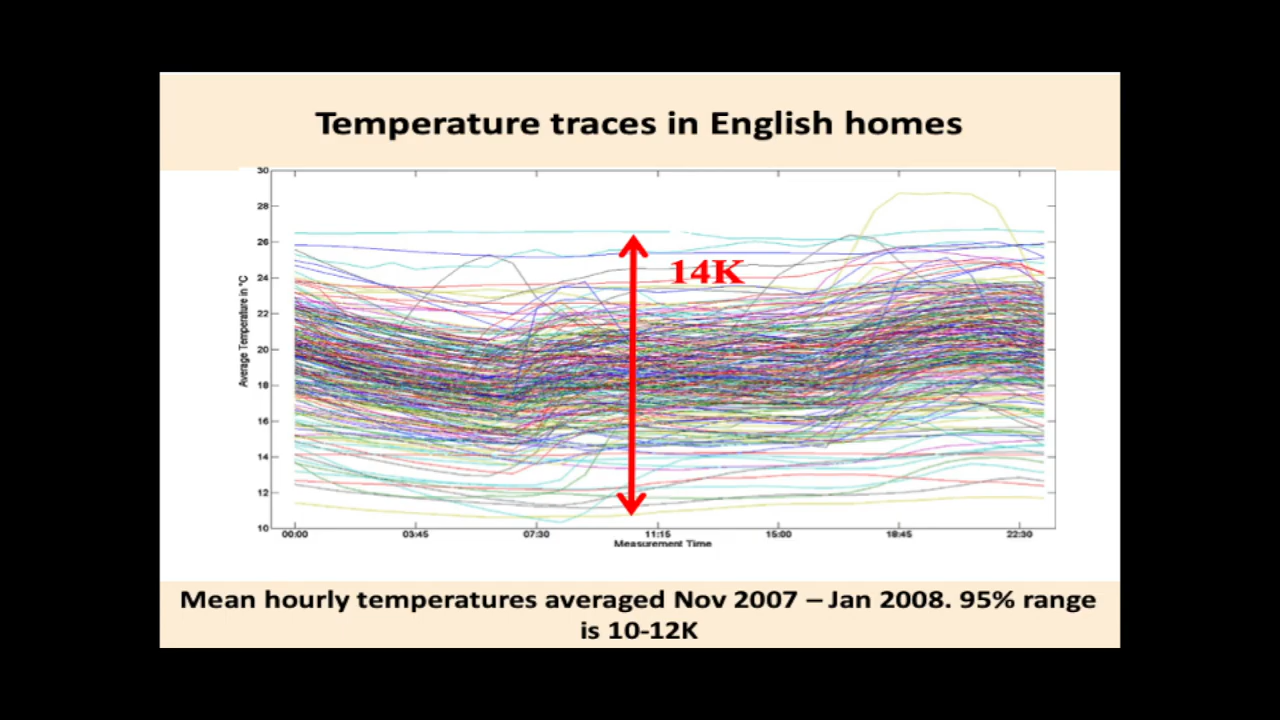 Temperature traces in English homes
30
28
26
24
22
20
18
16
14
12
10
Average Temperature in °C
14K
00:00 03:45 07:30 11:15 15:00 18:45 22:30
Measurement Time
Mean hourly temperatures averaged Nov 2007 – Jan 2008. 95% range
is 10-12K